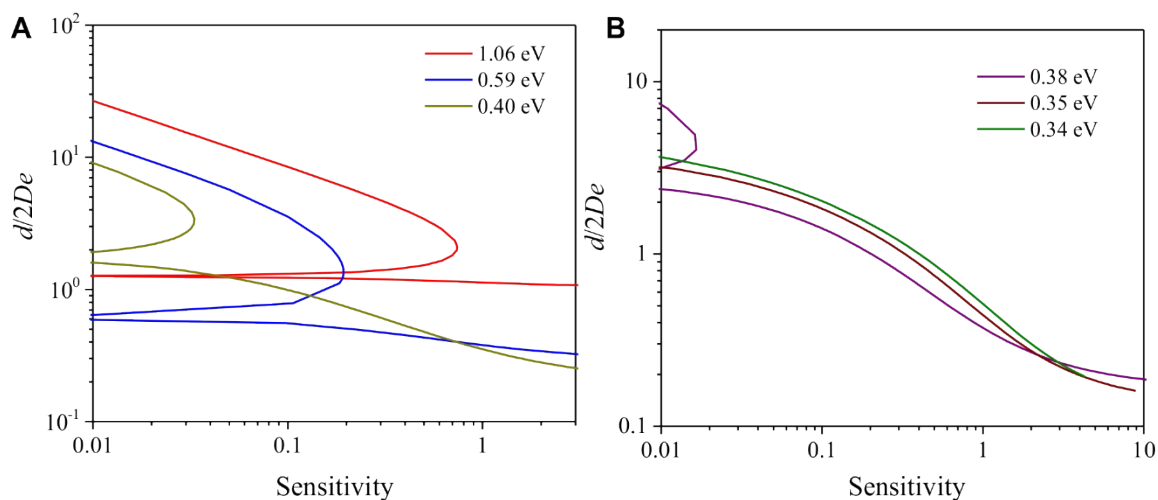 A
10²
10¹
10⁰
10⁻¹
d/2De
1.06 eV
0.59 eV
0.40 eV
0.01
0.1
1
Sensitivity
B
10
1
0.1
d/2De
0.38 eV
0.35 eV
0.34 eV
0.01
0.1
1
10
Sensitivity